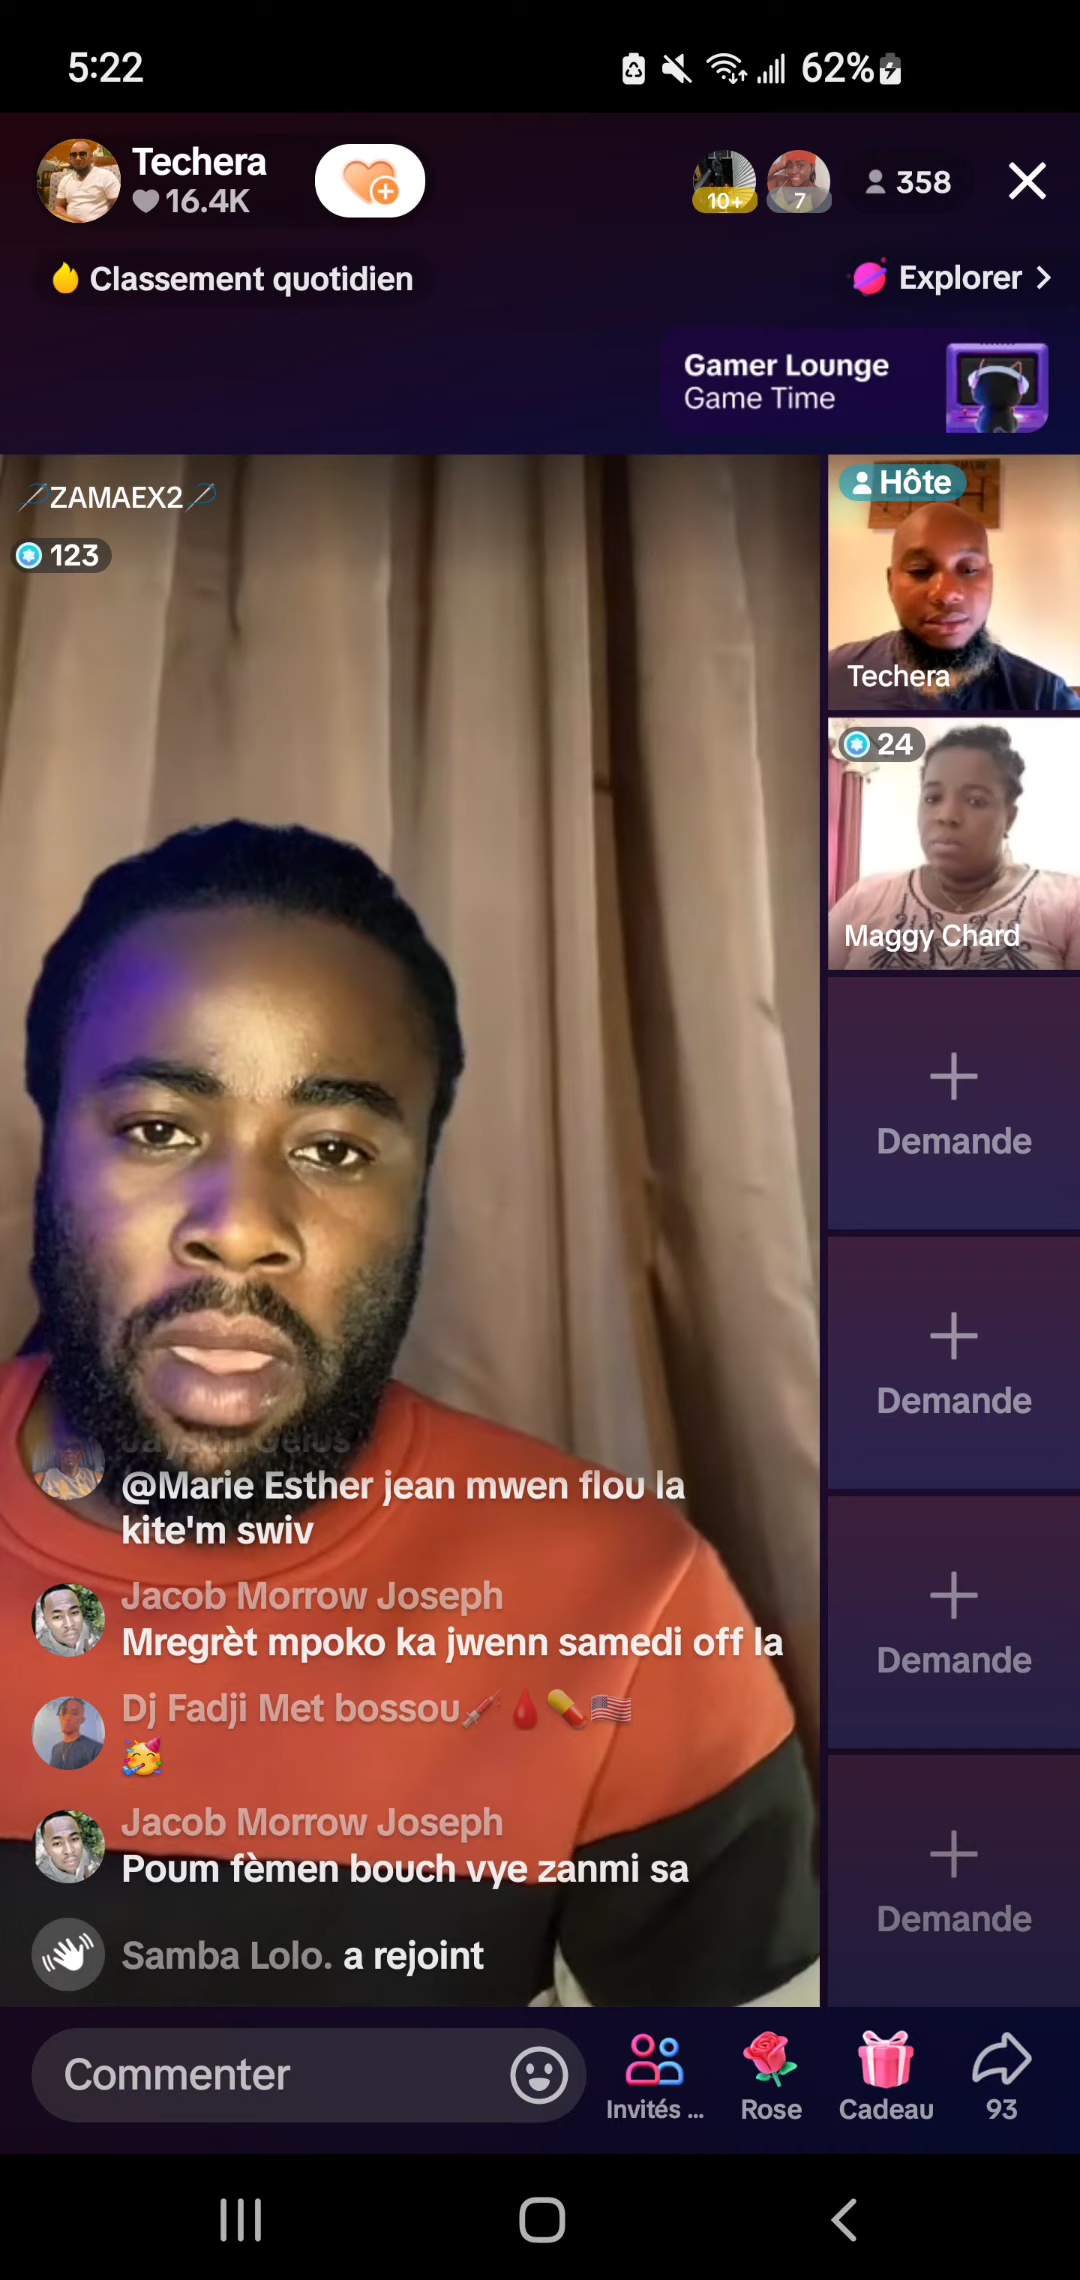 5:22
62%
Techera
16.4K
10+
7
358
Classement quotidien
Explorer >
Gamer Lounge
Game Time
ZAMAEX2
123
Hôte
Techera
24
Maggy Chard
Demande
Demande
Demande
Demande
@Marie Esther jean mwen flou la
kite'm swiv
Jacob Morrow Joseph
Mregrèt mpoko ka jwenn samedi off la
Dj Fadji Met bossou💉🩸💊🇺🇸
🥳
Jacob Morrow Joseph
Poum fèmen bouch vye zanmi sa
Samba Lolo. a rejoint
Commenter
Invités ...
Rose
Cadeau
93